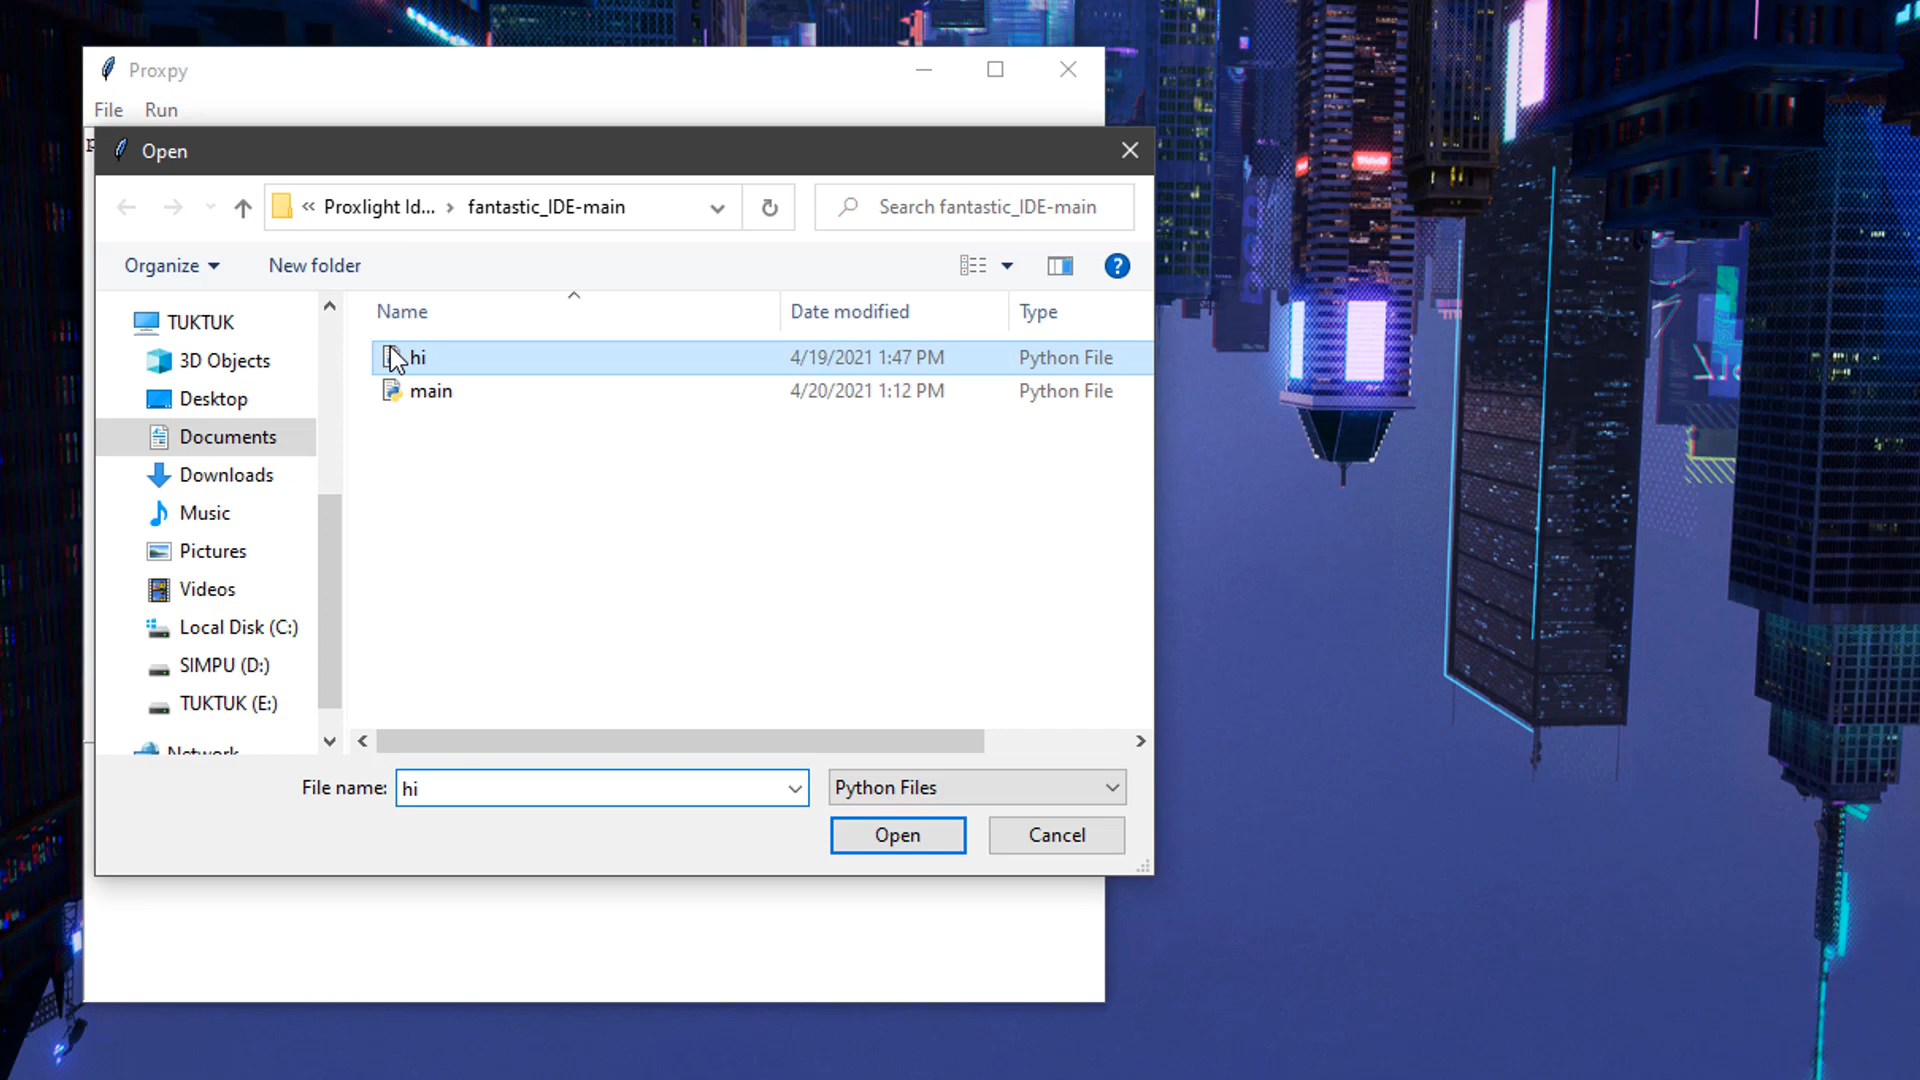 Proxpy
File Run
p
Open
« Proxlight Id... › fantastic_IDE-main
Search fantastic_IDE-main
Organize New folder
?
Name Date modified Type
TUKTUK
3D Objects
Desktop
Documents
Downloads
Music
Pictures
Videos
Local Disk (C:)
SIMPU (D:)
TUKTUK (E:)
Network
hi 4/19/2021 1:47 PM Python File
main 4/20/2021 1:12 PM Python File
File name: hi Python Files
Open Cancel